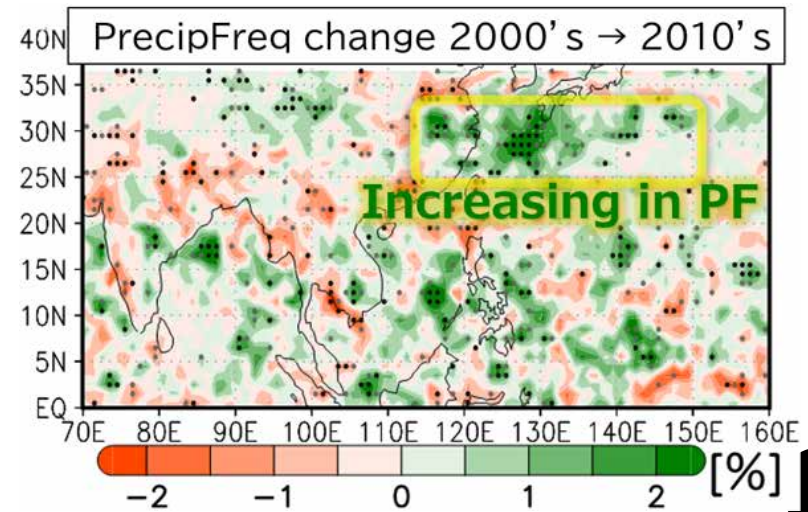 PrecipFreq change 2000's → 2010's
40N
35N
30N
25N
Increasing in PF
20N
15N
10N
5N
EQ
70E 80E 90E 100E 110E 120E 130E 140E 150E 160E
−2 −1 0 1 2 [%]